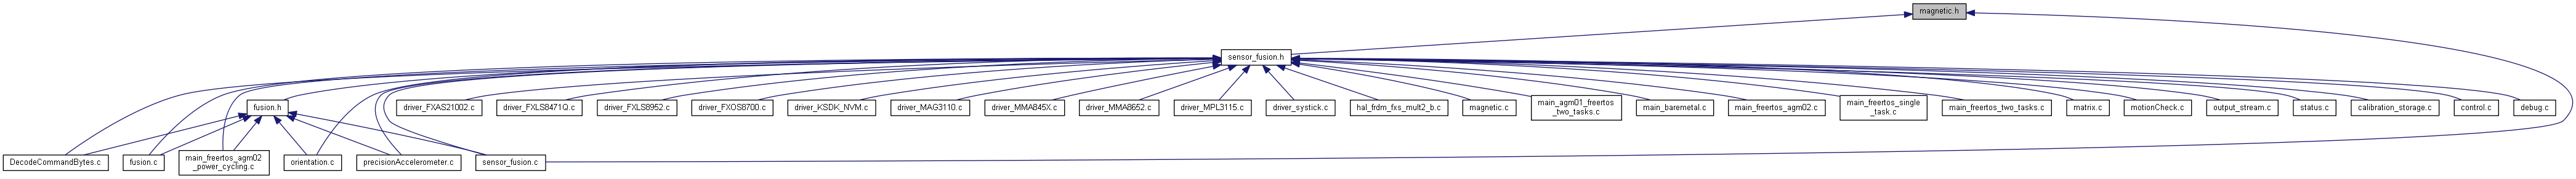 magnetic.h
sensor_fusion.h
fusion.h
driver_FXAS21002.c
driver_FXLS8471Q.c
driver_FXLS8952.c
driver_FXOS8700.c
driver_KSDK_NVM.c
driver_MAG3110.c
driver_MMA845X.c
driver_MMA8652.c
driver_MPL3115.c
driver_systick.c
hal_frdm_fxs_mult2_b.c
magnetic.c
main_agm01_freertos
_two_tasks.c
main_baremetal.c
main_freertos_agm02.c
main_freertos_single
_task.c
main_freertos_two_tasks.c
matrix.c
motionCheck.c
output_stream.c
status.c
calibration_storage.c
control.c
debug.c
DecodeCommandBytes.c
fusion.c
main_freertos_agm02
_power_cycling.c
orientation.c
precisionAccelerometer.c
sensor_fusion.c